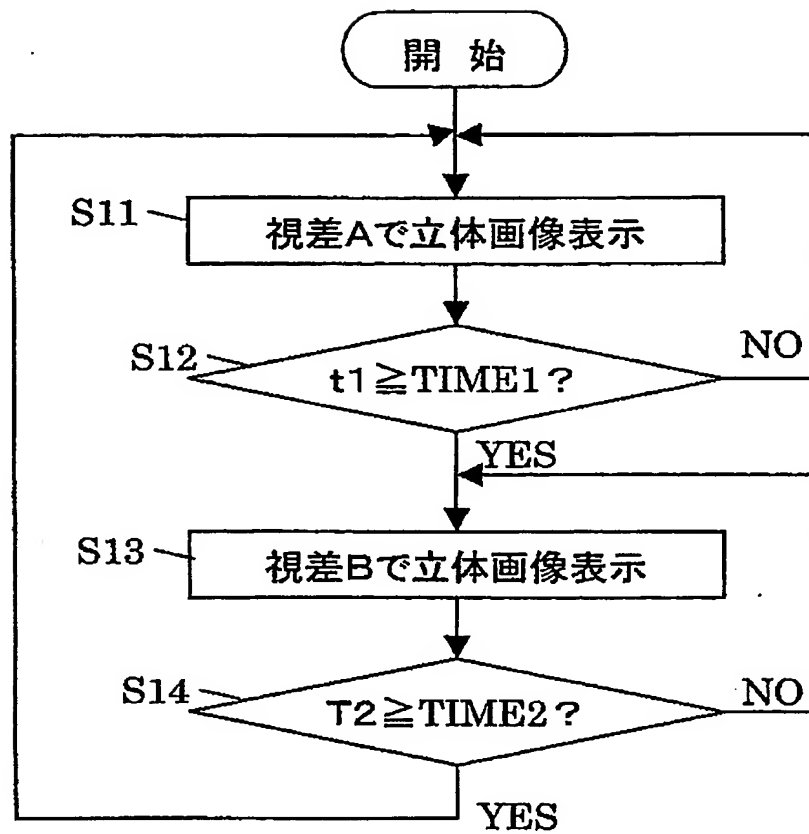 開 始
S11
視差Aで立体画像表示
S12
t1≧TIME1?
NO
YES
S13
視差Bで立体画像表示
S14
T2≧TIME2?
NO
YES